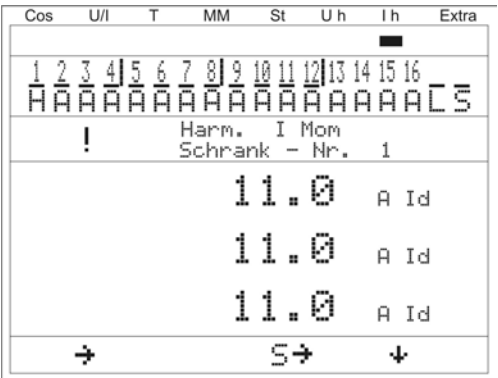 Cos U/I T MM St U h I h Extra
1 2 3 4 5 6 7 8 9 10 11 12 13 14 15 16
A A A A A A A A A A A A A A A A C S
! Harm. I Mom
Schrank - Nr. 1
11.0 A Id
11.0 A Id
11.0 A Id
→ S→ ↓